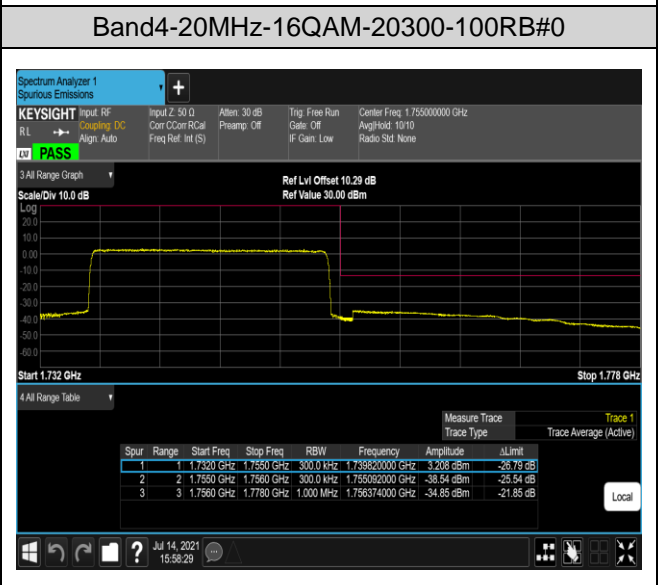 Band4-20MHz-16QAM-20300-100RB#0
Spectrum Analyzer 1
Spurious Emissions
+
KEYSIGHT Input: RF Input Z: 50 Ω Atten: 30 dB Trig: Free Run Center Freq: 1.755000000 GHz
RL Coupling: DC Corr CCorr RCal Preamp: Off Gate: Off Avg|Hold: 10/10
Align: Auto Freq Ref: Int (S) IF Gain: Low Radio Std: None
LXI PASS
3 All Range Graph
Ref Lvl Offset 10.29 dB
Scale/Div 10.0 dB Ref Value 30.00 dBm
Log
20.0
10.0
0.00
-10.0
-20.0
-30.0
-40.0
-50.0
-60.0
Start 1.732 GHz Stop 1.778 GHz
4 All Range Table
Measure Trace Trace 1
Trace Type Trace Average (Active)
Spur Range Start Freq Stop Freq RBW Frequency Amplitude ΔLimit
1 1 1.7320 GHz 1.7550 GHz 300.0 kHz 1.739820000 GHz 3.208 dBm -26.79 dB
2 2 1.7550 GHz 1.7560 GHz 300.0 kHz 1.755092000 GHz -38.54 dBm -25.54 dB
3 3 1.7560 GHz 1.7780 GHz 1.000 MHz 1.756374000 GHz -34.85 dBm -21.85 dB
Local
? Jul 14, 2021
15:58:29